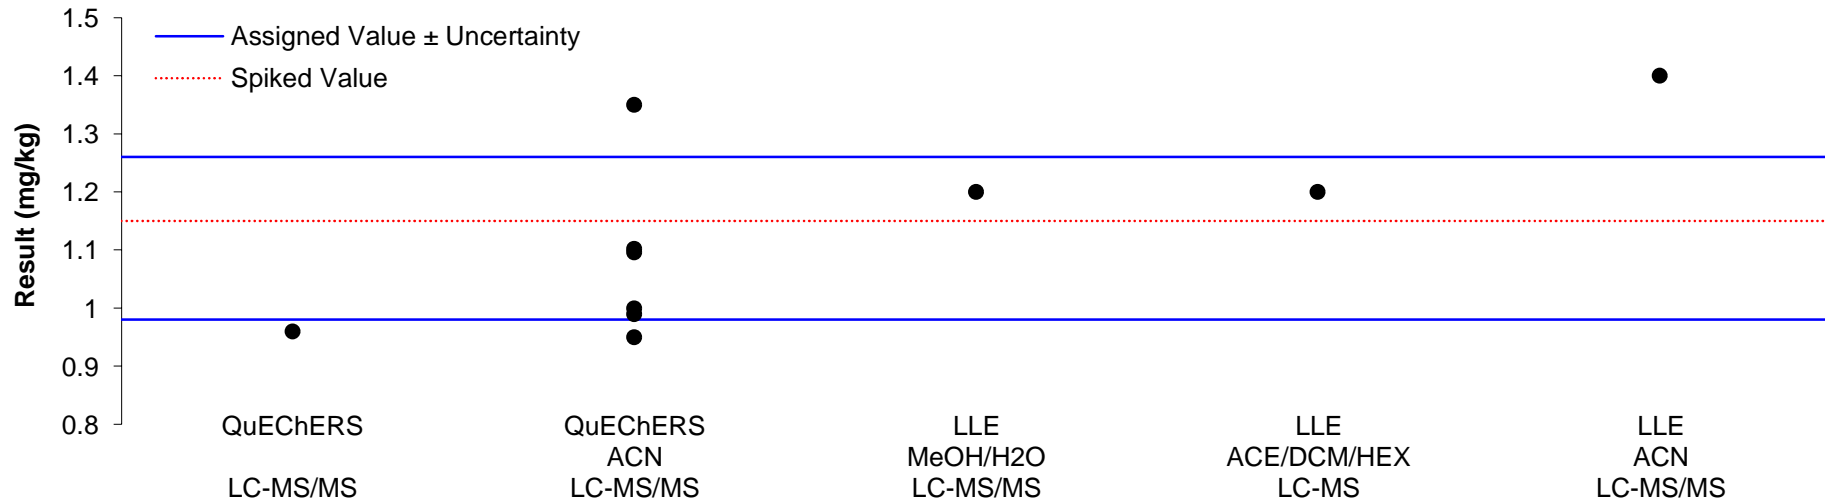 1.5
Assigned Value ± Uncertainty
1.4
Spiked Value
1.3
1.2
1.1
1
0.9
0.8
Result (mg/kg)
QuEChERS
LC-MS/MS
QuEChERS
ACN
LC-MS/MS
LLE
MeOH/H2O
LC-MS/MS
LLE
ACE/DCM/HEX
LC-MS
LLE
ACN
LC-MS/MS